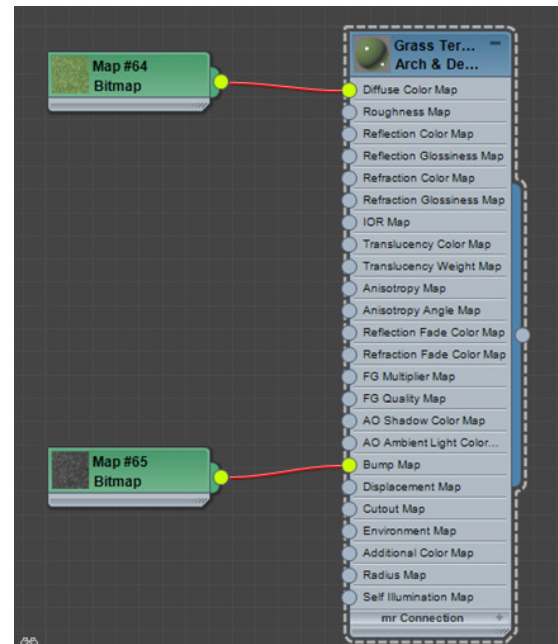 Map #64
Bitmap
Grass Ter...
Arch & De...
Diffuse Color Map
Roughness Map
Reflection Color Map
Reflection Glossiness Map
Refraction Color Map
Refraction Glossiness Map
IOR Map
Translucency Color Map
Translucency Weight Map
Anisotropy Map
Anisotropy Angle Map
Reflection Fade Color Map
Refraction Fade Color Map
FG Multiplier Map
FG Quality Map
AO Shadow Color Map
AO Ambient Light Color...
Map #65
Bitmap
Bump Map
Displacement Map
Cutout Map
Environment Map
Additional Color Map
Radius Map
Self Illumination Map
mr Connection +